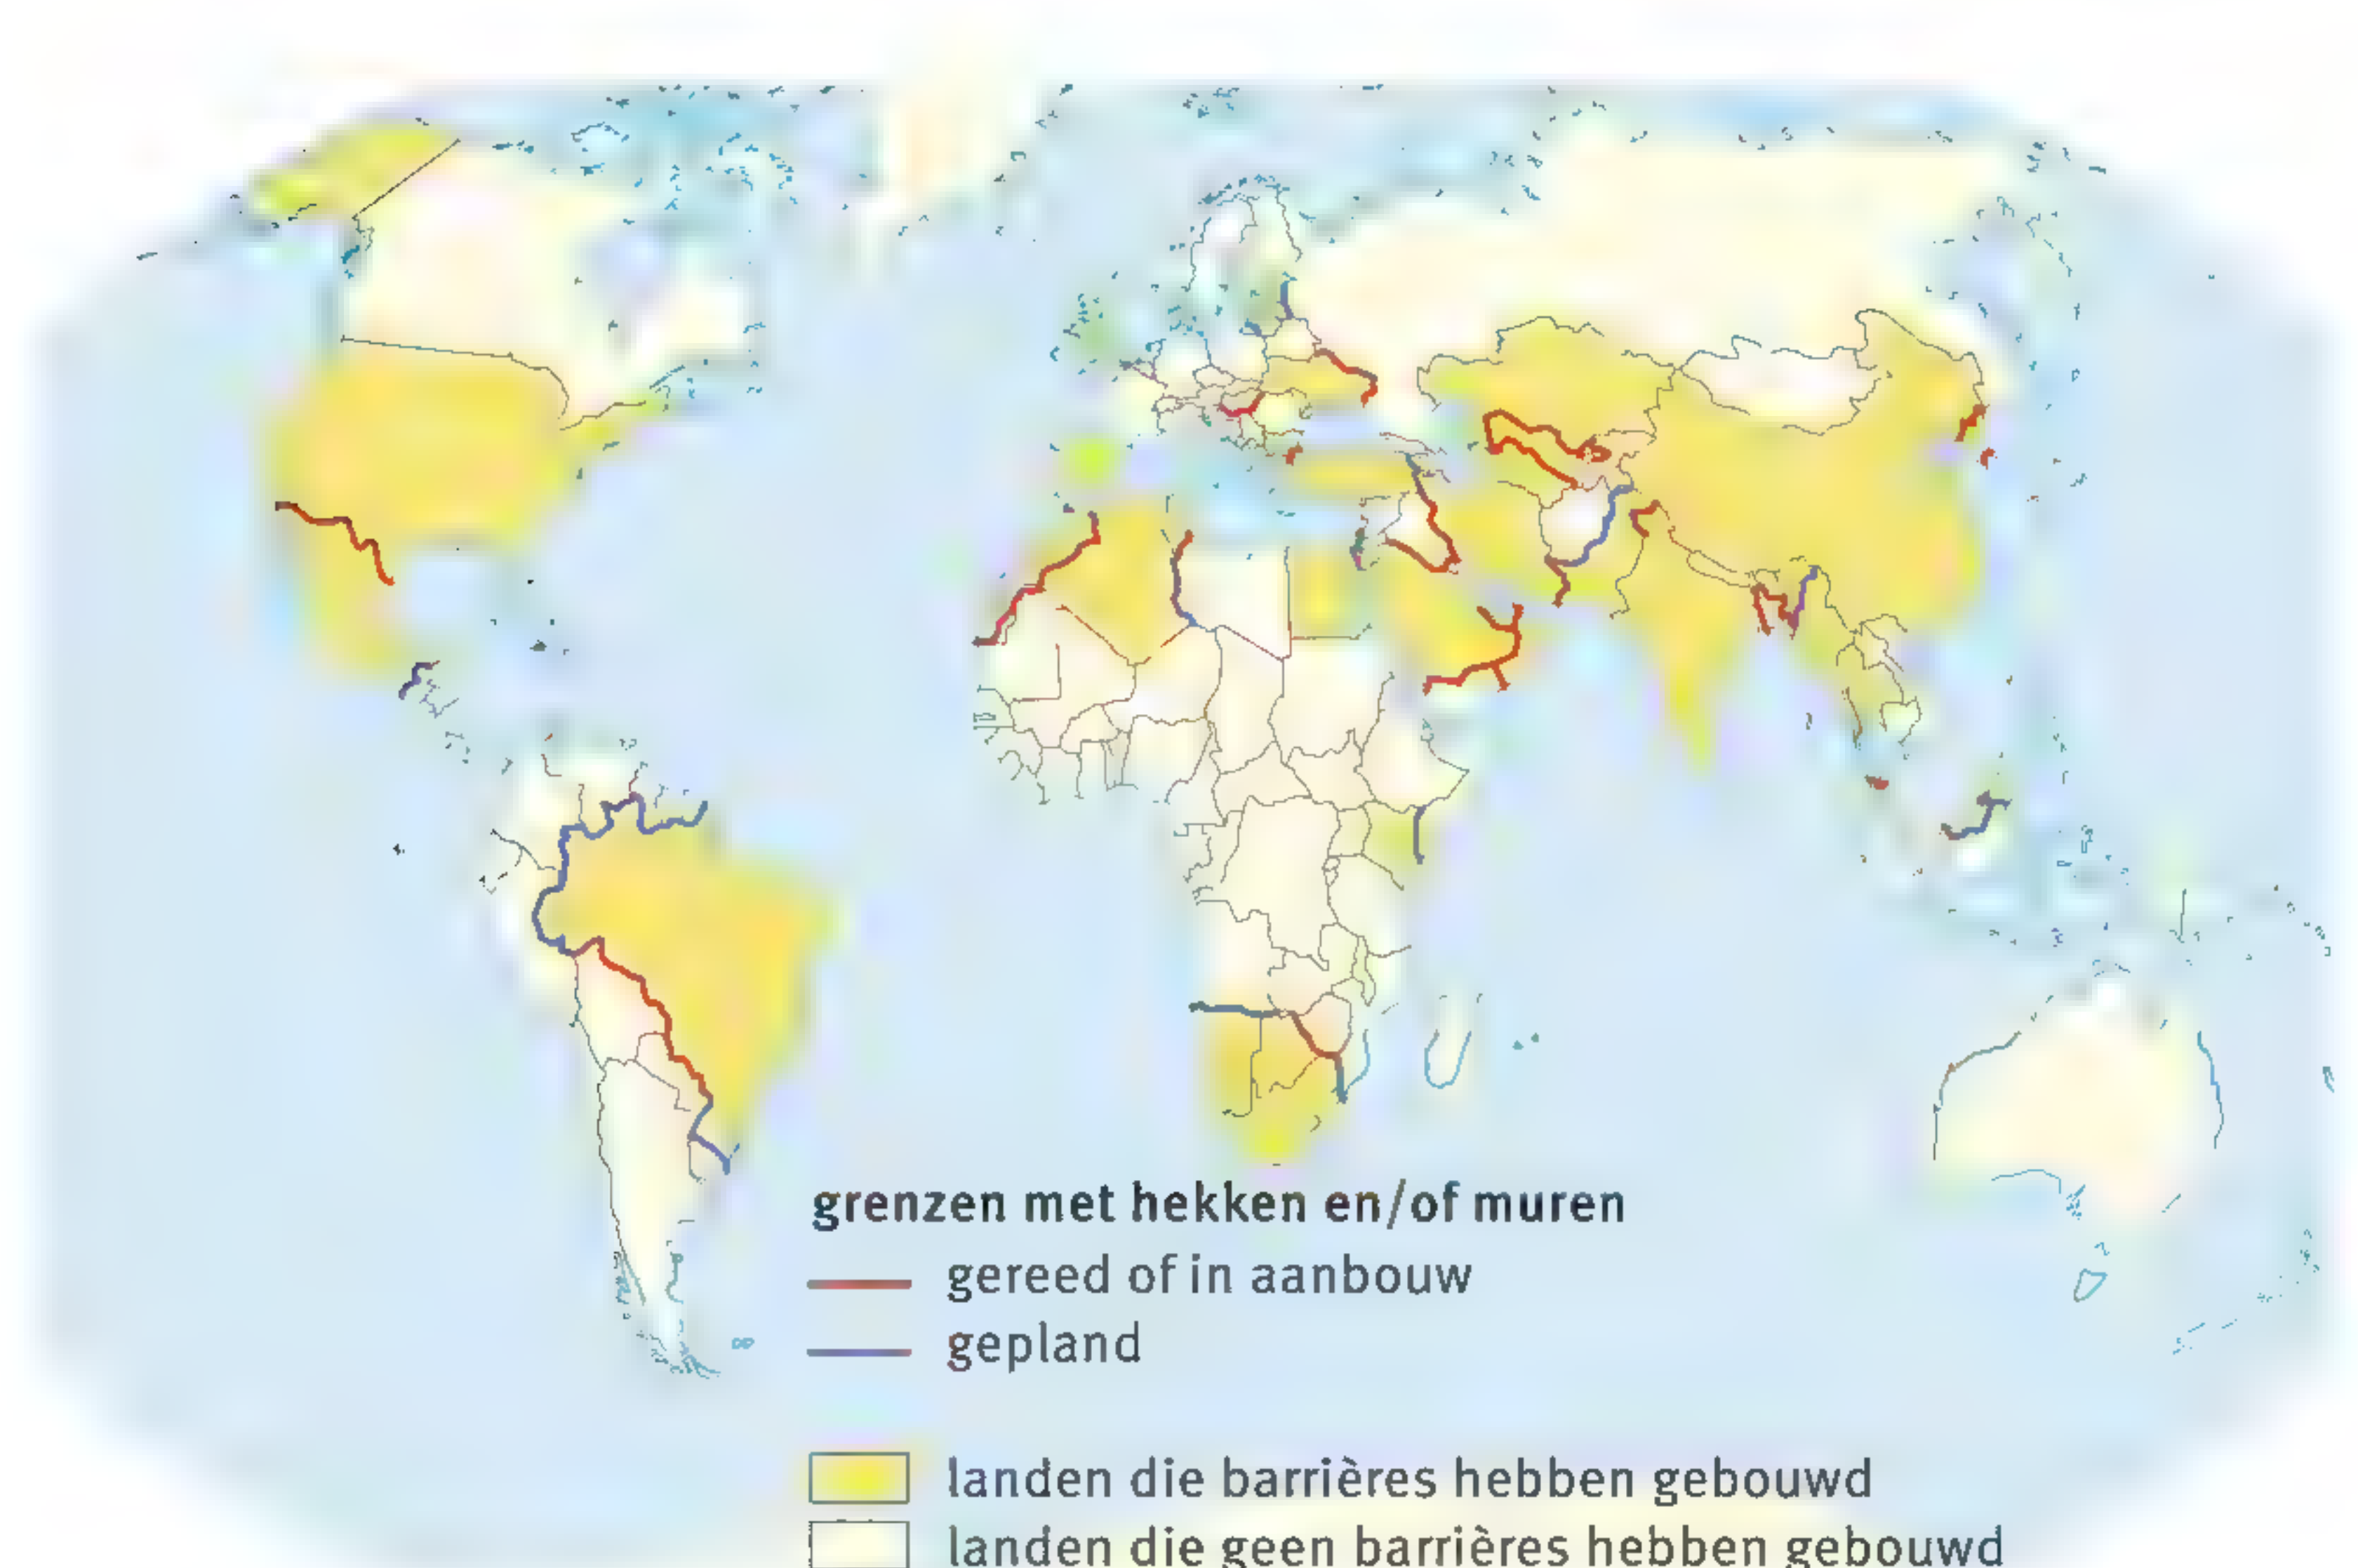 grenzen met hekken en/of muren
gereed of in aanbouw
gepland
landen die barrières hebben gebouwd
landen die geen barrières hebben gebouwd